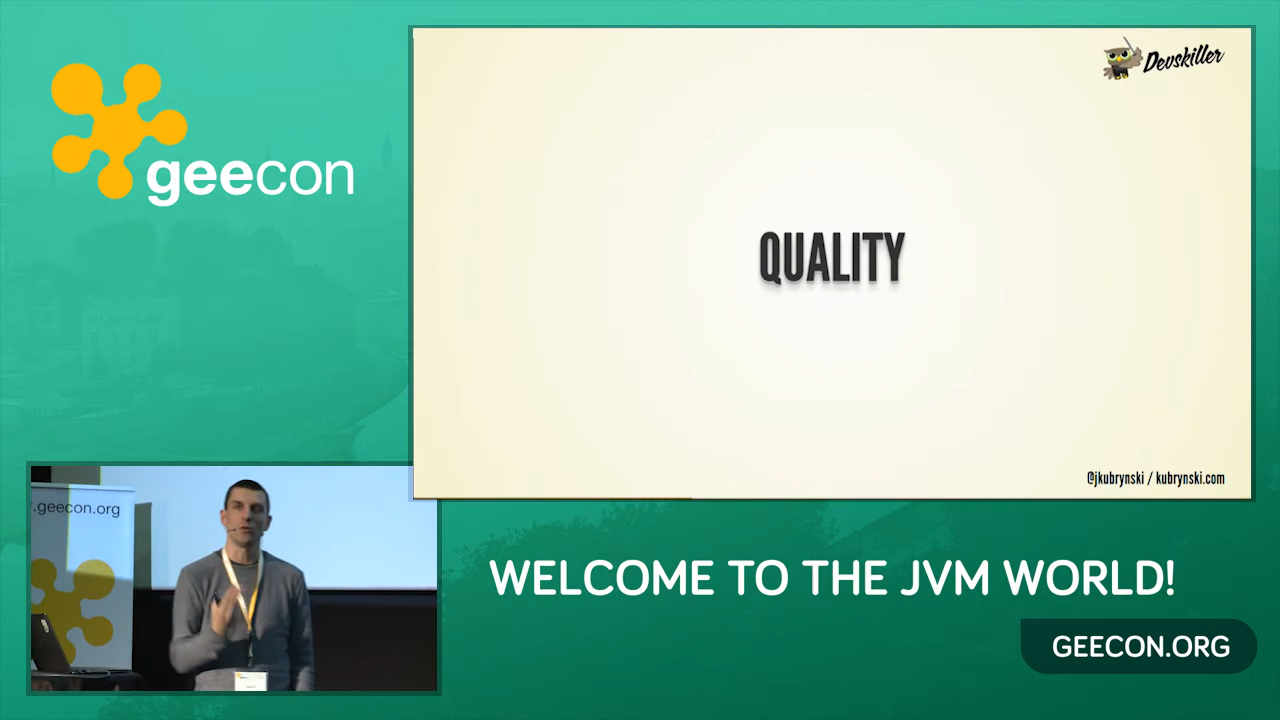 geecon
Devskiller
QUALITY
@jkubrynski / kubrynski.com
.geecon.org
WELCOME TO THE JVM WORLD!
GEECON.ORG